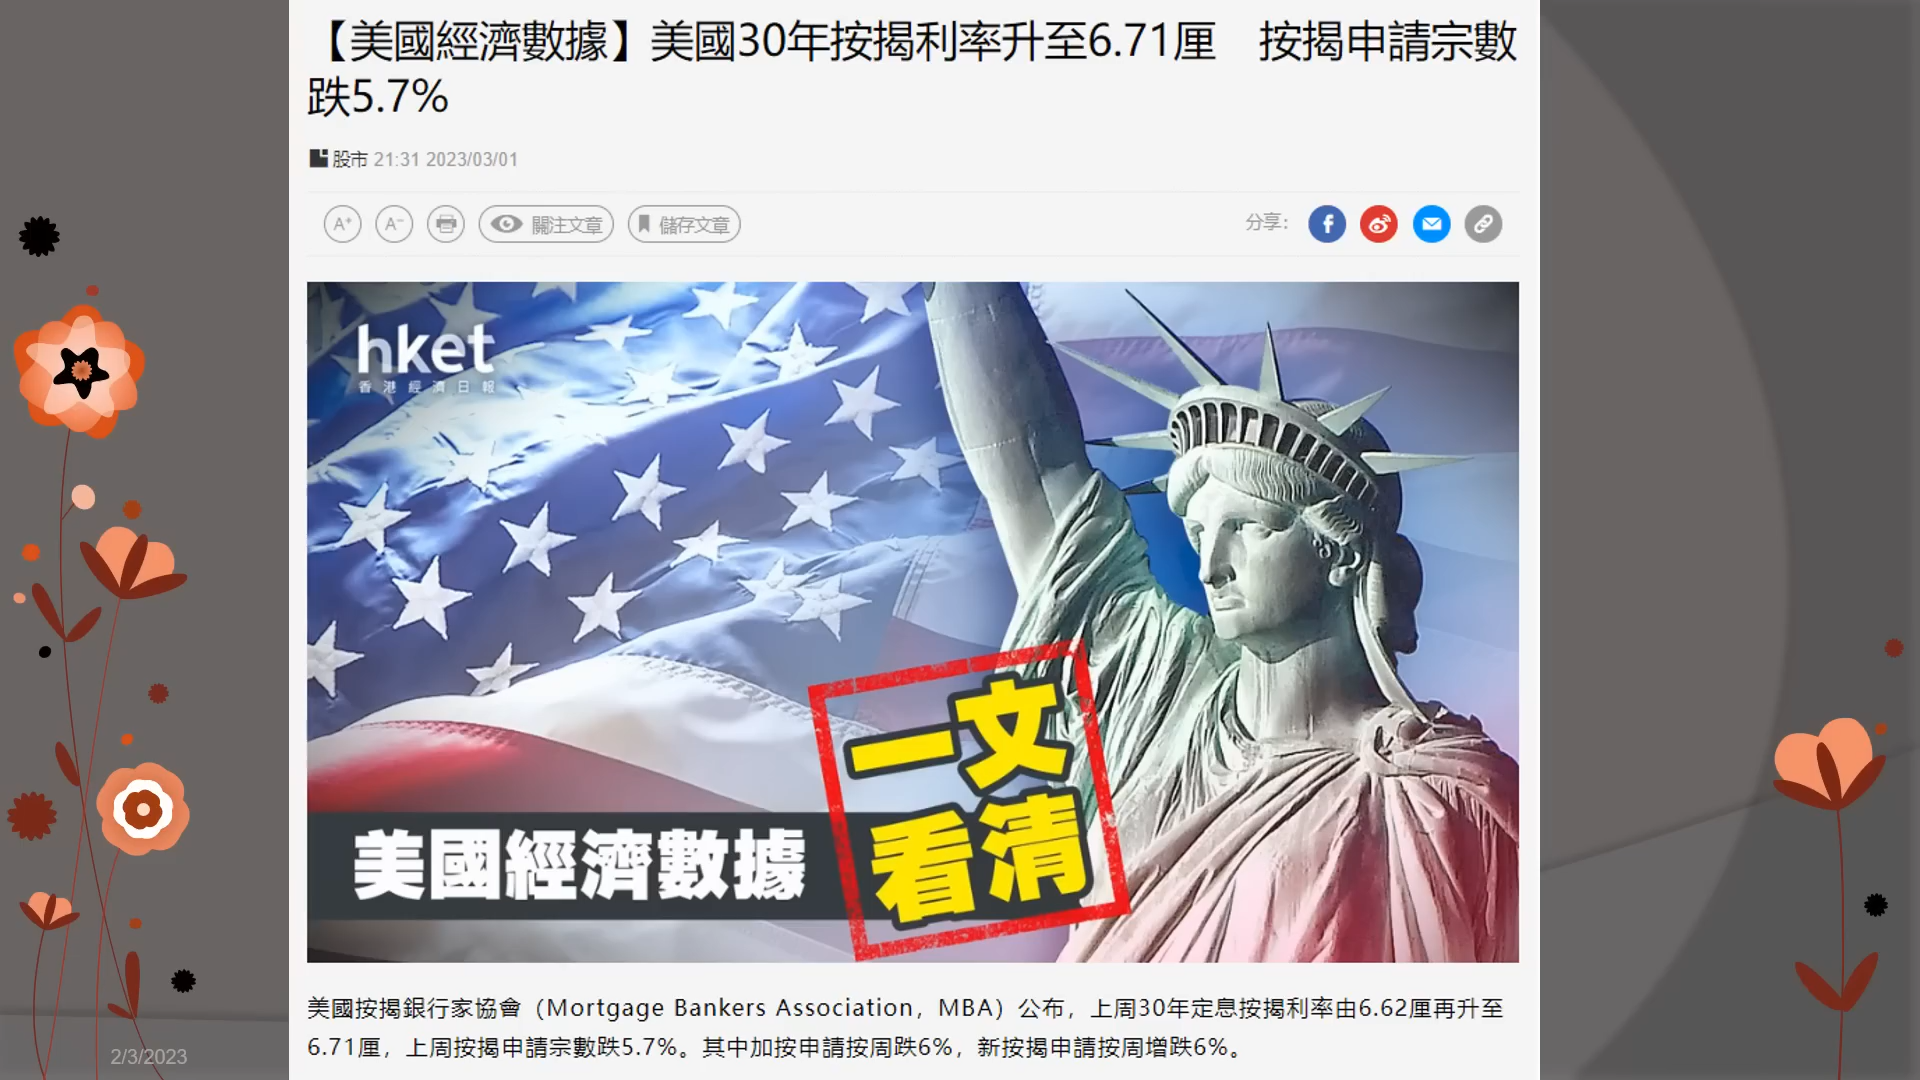 【美國經濟數據】美國30年按揭利率升至6.71厘　按揭申請宗數
跌5.7%
股市 21:31 2023/03/01
A+ A- 關注文章 儲存文章 分享:
hket
香港經濟日報
一文
看清
美國經濟數據
美國按揭銀行家協會（Mortgage Bankers Association，MBA）公布，上周30年定息按揭利率由6.62厘再升至
6.71厘，上周按揭申請宗數跌5.7%。其中加按申請按周跌6%，新按揭申請按周增跌6%。
2/3/2023